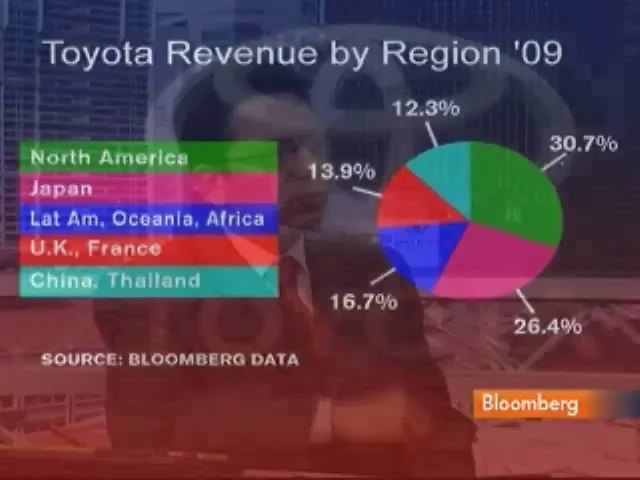 Toyota Revenue by Region '09
North America
Japan
Lat Am, Oceania, Africa
U.K., France
China, Thailand
12.3%
30.7%
13.9%
16.7%
26.4%
SOURCE: BLOOMBERG DATA
Bloomberg